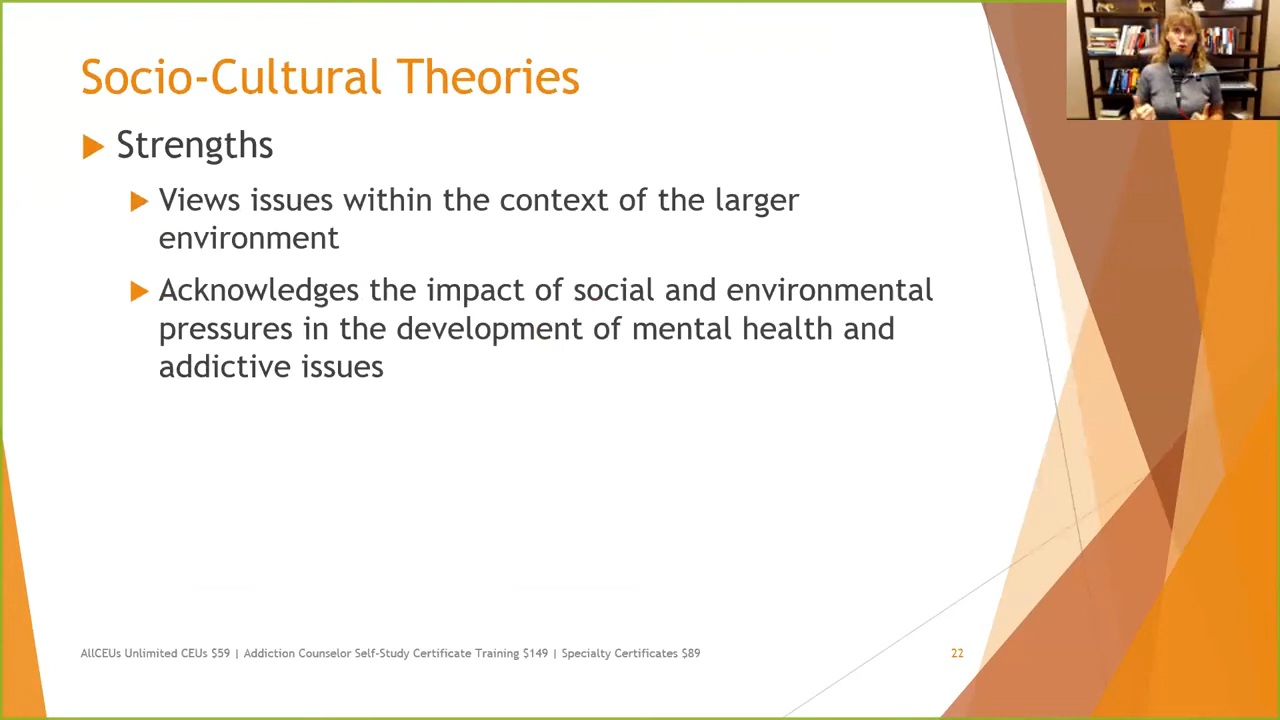 Socio-Cultural Theories
Strengths
Views issues within the context of the larger
environment
Acknowledges the impact of social and environmental
pressures in the development of mental health and
addictive issues
AllCEUs Unlimited CEUs $59 | Addiction Counselor Self-Study Certificate Training $149 | Specialty Certificates $89
22